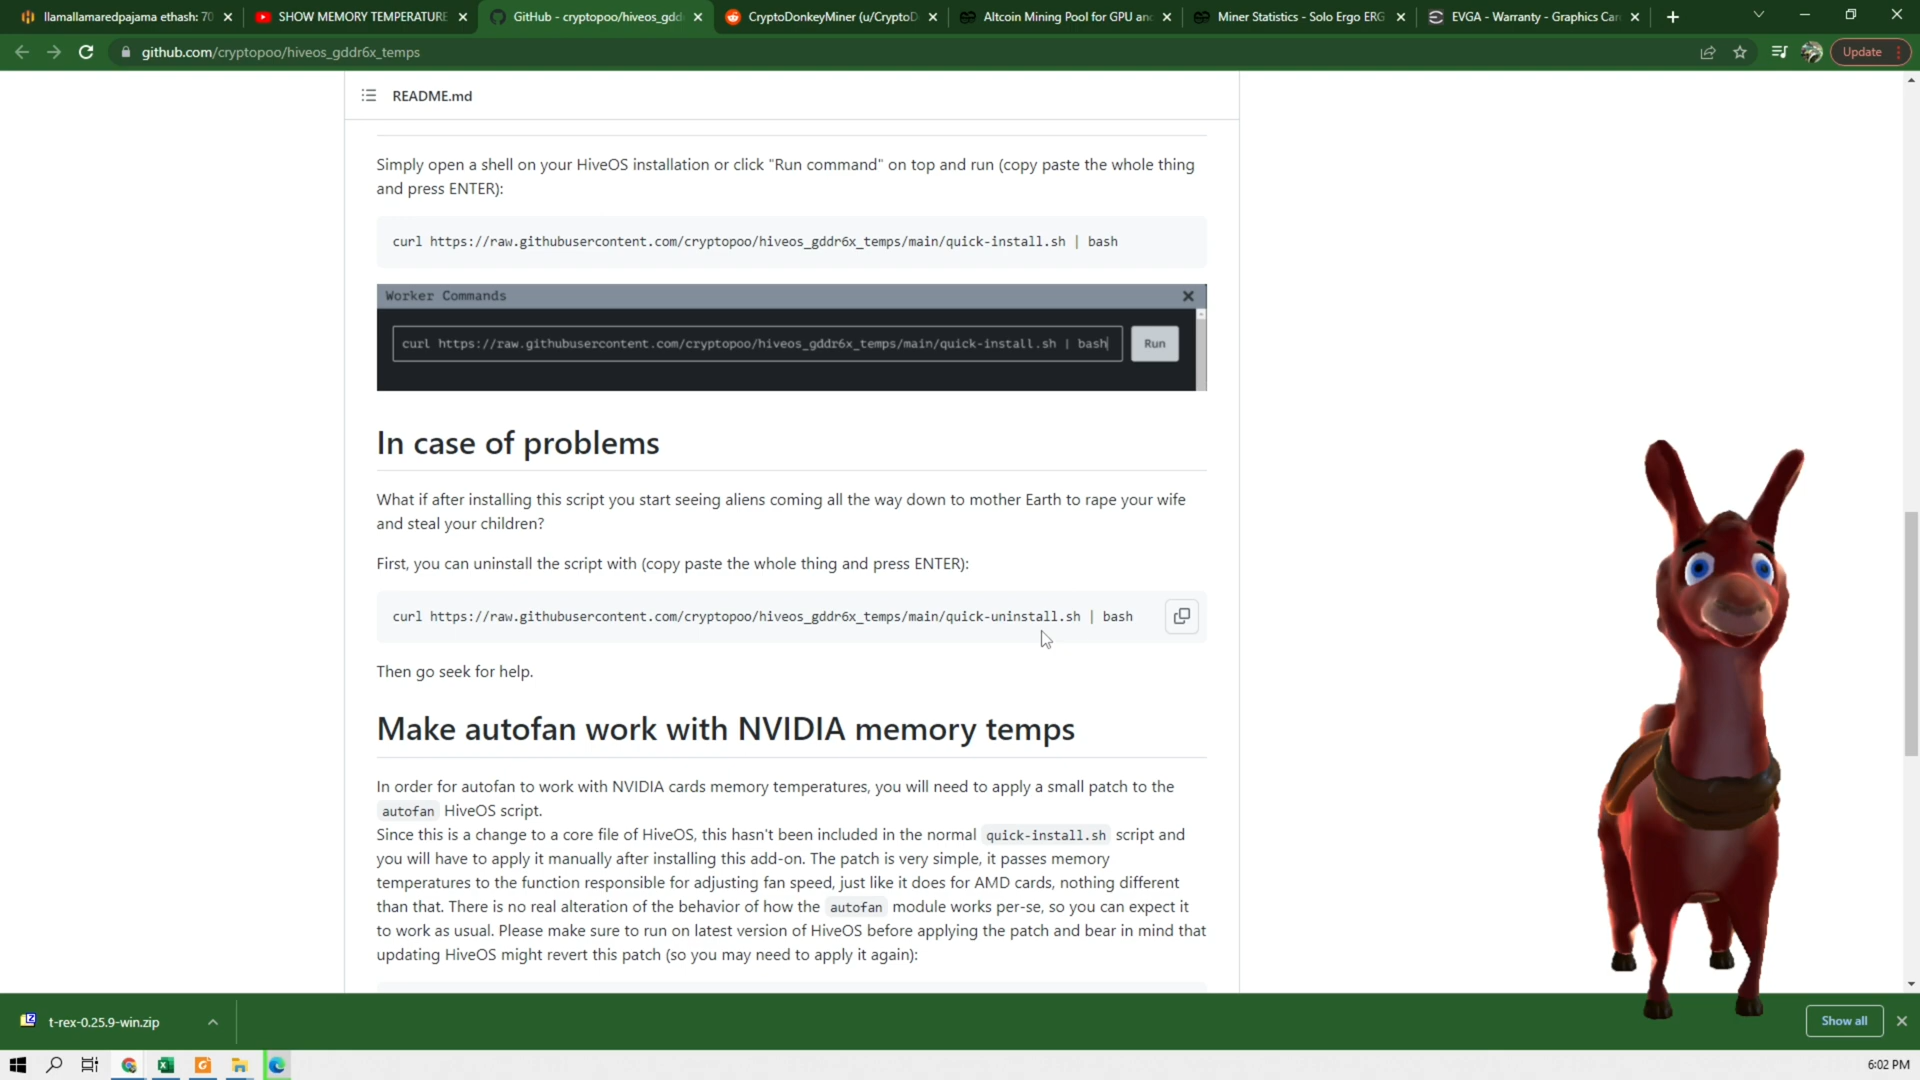 llamallamaredpajama ethash: 70
SHOW MEMORY TEMPERATURE
GitHub - cryptopoo/hiveos_gdd
CryptoDonkeyMiner (u/CryptoD
Altcoin Mining Pool for GPU and
Miner Statistics - Solo Ergo ERG
EVGA - Warranty - Graphics Car
github.com/cryptopoo/hiveos_gddr6x_temps
Update
README.md
Simply open a shell on your HiveOS installation or click "Run command" on top and run (copy paste the whole thing
and press ENTER):
curl https://raw.githubusercontent.com/cryptopoo/hiveos_gddr6x_temps/main/quick-install.sh | bash
Worker Commands
curl https://raw.githubusercontent.com/cryptopoo/hiveos_gddr6x_temps/main/quick-install.sh | bash
Run
In case of problems
What if after installing this script you start seeing aliens coming all the way down to mother Earth to rape your wife
and steal your children?
First, you can uninstall the script with (copy paste the whole thing and press ENTER):
curl https://raw.githubusercontent.com/cryptopoo/hiveos_gddr6x_temps/main/quick-uninstall.sh | bash
Then go seek for help.
Make autofan work with NVIDIA memory temps
In order for autofan to work with NVIDIA cards memory temperatures, you will need to apply a small patch to the
autofan HiveOS script.
Since this is a change to a core file of HiveOS, this hasn't been included in the normal quick-install.sh script and
you will have to apply it manually after installing this add-on. The patch is very simple, it passes memory
temperatures to the function responsible for adjusting fan speed, just like it does for AMD cards, nothing different
than that. There is no real alteration of the behavior of how the autofan module works per-se, so you can expect it
to work as usual. Please make sure to run on latest version of HiveOS before applying the patch and bear in mind that
updating HiveOS might revert this patch (so you may need to apply it again):
t-rex-0.25.9-win.zip
Show all
6:02 PM